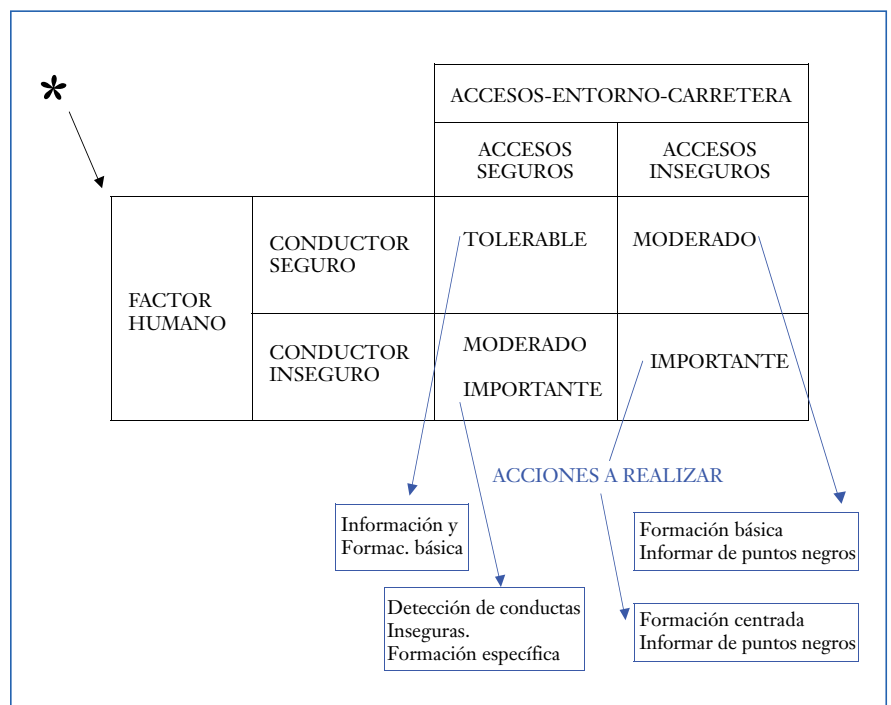 *
ACCESOS-ENTORNO-CARRETERA
ACCESOS
SEGUROS
ACCESOS
INSEGUROS
FACTOR
HUMANO
CONDUCTOR
SEGURO
TOLERABLE
MODERADO
CONDUCTOR
INSEGURO
MODERADO
IMPORTANTE
IMPORTANTE
ACCIONES A REALIZAR
Información y
Formac. básica
Formación básica
Informar de puntos negros
Detección de conductas
Inseguras.
Formación específica
Formación centrada
Informar de puntos negros